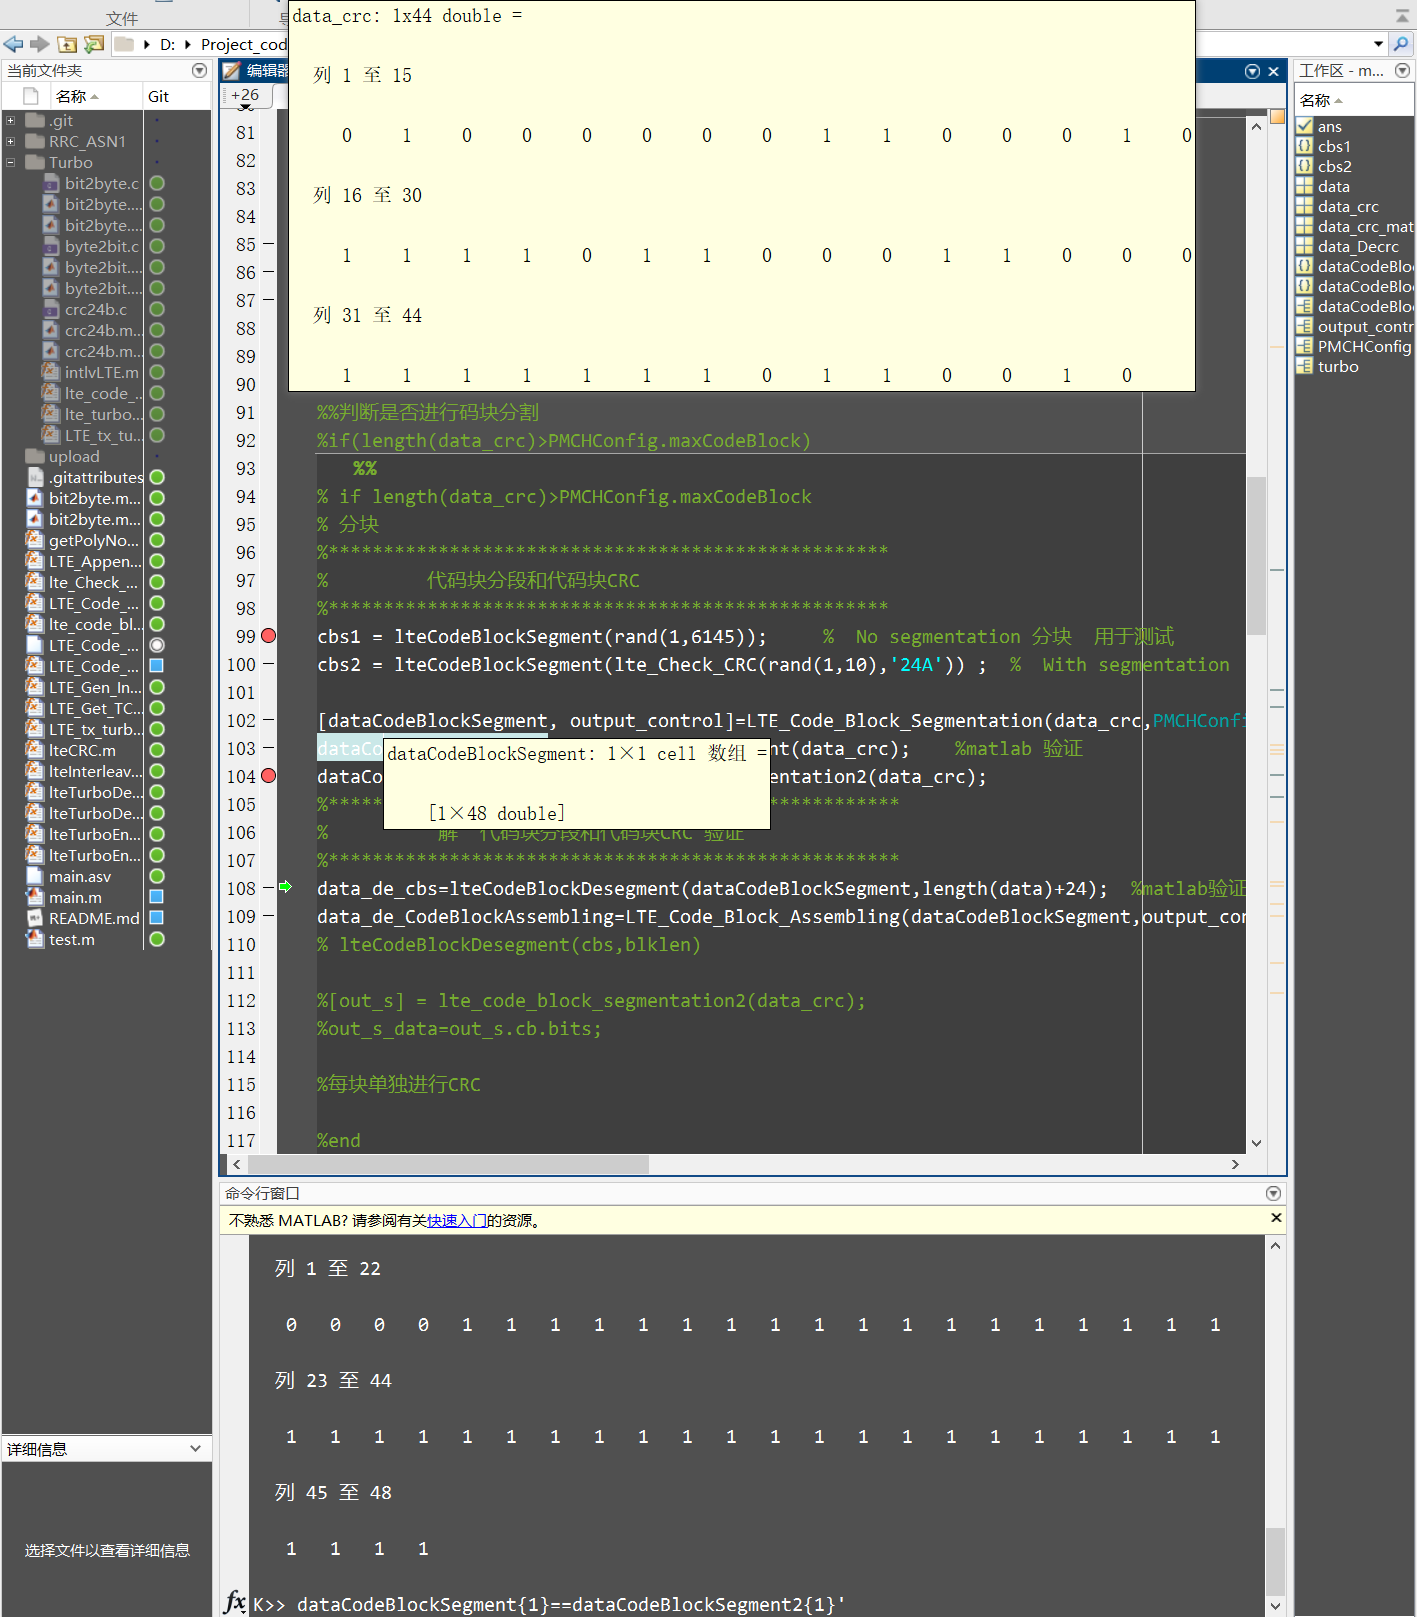 文件
data_crc: 1x44 double =
列 1 至 15
0 1 0 0 0 0 0 0 1 1 0 0 0 1 0
列 16 至 30
1 1 1 1 0 1 1 0 0 0 1 1 0 0 0
列 31 至 44
1 1 1 1 1 1 1 0 1 1 0 0 1 0
D: Project_cod
当前文件夹
名称 Git
.git
RRC_ASN1
Turbo
bit2byte.c
bit2byte....
bit2byte....
byte2bit.c
byte2bit....
byte2bit....
crc24b.c
crc24b.m...
crc24b.m...
intlvLTE.m
lte_code_...
lte_turbo...
LTE_tx_tu...
upload
.gitattributes
bit2byte.m...
bit2byte.m...
getPolyNo...
LTE_Appen...
lte_Check_...
LTE_Code_...
lte_code_bl...
LTE_Code_...
LTE_Code_...
LTE_Gen_In...
LTE_Get_TC...
LTE_tx_turb...
lteCRC.m
lteInterleav...
lteTurboDe...
lteTurboDe...
lteTurboEn...
lteTurboEn...
main.asv
main.m
README.md
test.m
详细信息
选择文件以查看详细信息
编辑器
+26
81
82
83
84
85
86
87
88
89
90
91 %%判断是否进行码块分割
92 %if(length(data_crc)>PMCHConfig.maxCodeBlock)
93 %%
94 % if length(data_crc)>PMCHConfig.maxCodeBlock
95 % 分块
96 %***************************************************
97 % 代码块分段和代码块CRC
98 %***************************************************
99 cbs1 = lteCodeBlockSegment(rand(1,6145)); % No segmentation 分块 用于测试
100 cbs2 = lteCodeBlockSegment(lte_Check_CRC(rand(1,10),'24A')) ; % With segmentation
101
102 [dataCodeBlockSegment, output_control]=LTE_Code_Block_Segmentation(data_crc,PMCHConfi
103 dataCo nt(data_crc); %matlab 验证
104 dataCo entation2(data_crc);
dataCodeBlockSegment: 1×1 cell 数组 =
[1×48 double]
105 %****************************************************
106 % 解 代码块分段和代码块CRC 验证
107 %****************************************************
108 data_de_cbs=lteCodeBlockDesegment(dataCodeBlockSegment,length(data)+24); %matlab验证
109 data_de_CodeBlockAssembling=LTE_Code_Block_Assembling(dataCodeBlockSegment,output_con
110 % lteCodeBlockDesegment(cbs,blklen)
111
112 %[out_s] = lte_code_block_segmentation2(data_crc);
113 %out_s_data=out_s.cb.bits;
114
115 %每块单独进行CRC
116
117 %end
命令行窗口
不熟悉 MATLAB? 请参阅有关快速入门的资源。
列 1 至 22
0 0 0 0 1 1 1 1 1 1 1 1 1 1 1 1 1 1 1 1 1 1
列 23 至 44
1 1 1 1 1 1 1 1 1 1 1 1 1 1 1 1 1 1 1 1 1 1
列 45 至 48
1 1 1 1
fx K>> dataCodeBlockSegment{1}==dataCodeBlockSegment2{1}'
工作区 - m...
名称
ans
cbs1
cbs2
data
data_crc
data_crc_mat
data_Decrc
dataCodeBloc
dataCodeBloc
dataCodeBloc
output_contr
PMCHConfig
turbo